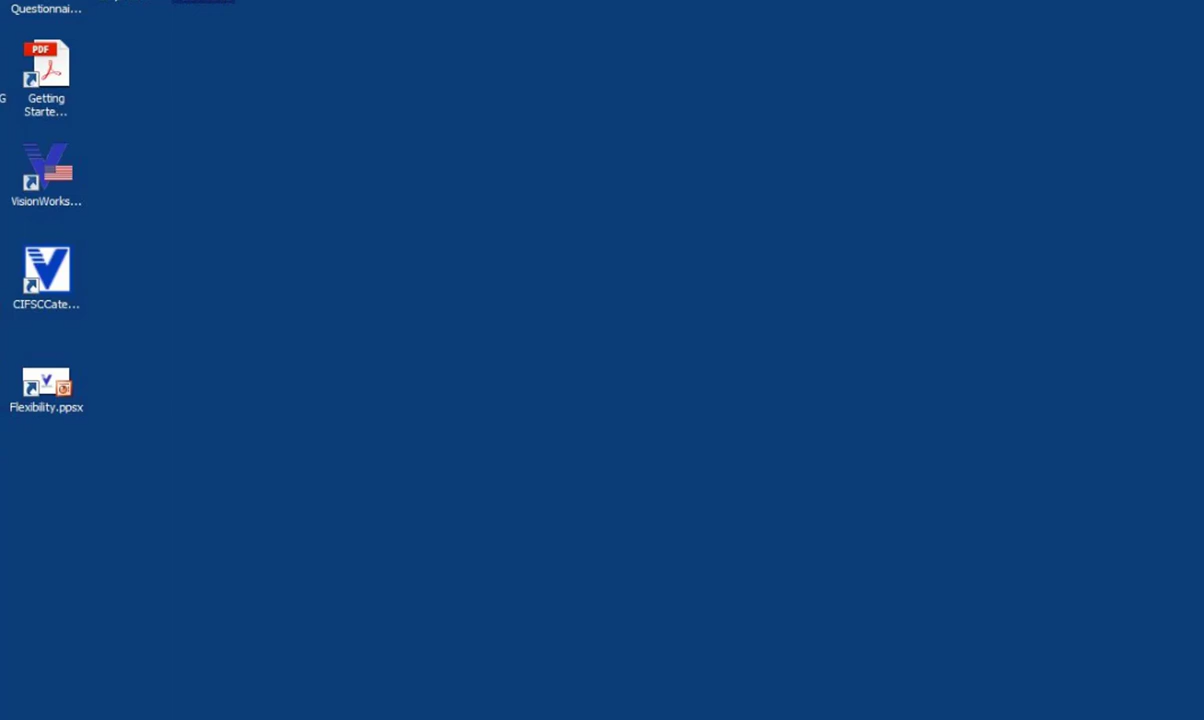 Questionnai...
PDF
G
Getting
Starte...
VisionWorks...
CIFSCCate...
Flexibility.ppsx